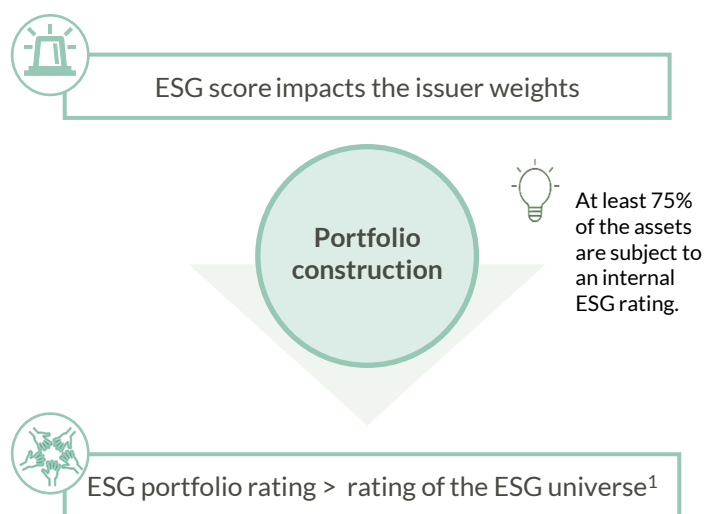 ESG score impacts the issuer weights
Portfolio
construction
At least 75%
of the assets
are subject to
an internal
ESG rating.
ESG portfolio rating > rating of the ESG universe¹